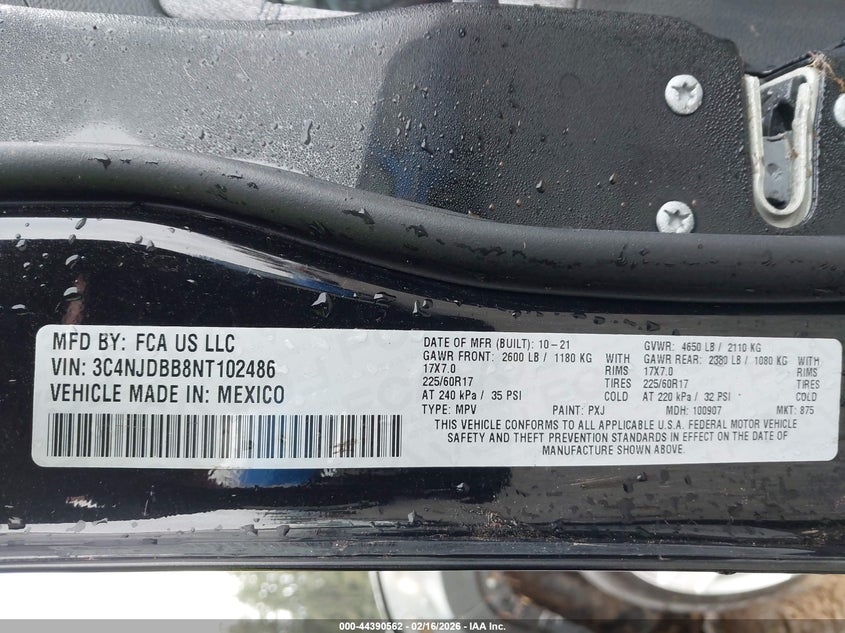 MFD BY: FCA US LLC
VIN: 3C4NJDBB8NT102486
VEHICLE MADE IN: MEXICO
DATE OF MFR (BUILT): 10-21 GVWR: 4650 LB / 2110 KG
GAWR FRONT: 2600 LB / 1180 KG GAWR REAR: 2380 LB / 1080 KG
17X7.0 RIMS 17X7.0 RIMS
225/60R17 TIRES 225/60R17 TIRES
AT 240 kPa / 35 PSI COLD AT 220 kPa / 32 PSI COLD
TYPE: MPV PAINT: PXJ MDH: 100907 MKT: 875
THIS VEHICLE CONFORMS TO ALL APPLICABLE U.S.A. FEDERAL MOTOR VEHICLE
SAFETY AND THEFT PREVENTION STANDARDS IN EFFECT ON THE DATE OF
MANUFACTURE SHOWN ABOVE.
000-44390562 - 02/16/2026 - IAA Inc.